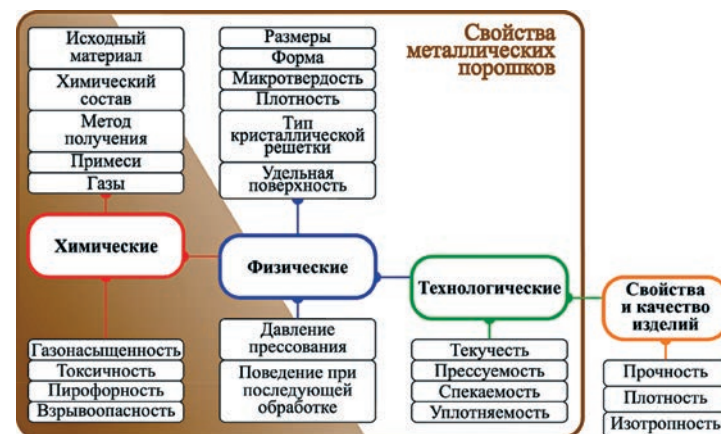 Свойства
металлических
порошков
Исходный
материал
Химический
состав
Метод
получения
Примеси
Газы
Размеры
Форма
Микротвердость
Плотность
Тип
кристаллической
решетки
Удельная
поверхность
Химические
Физические
Технологические
Свойства
и качество
изделий
Газонасыщенность
Токсичность
Пирофорность
Взрывоопасность
Давление
прессования
Поведение при
последующей
обработке
Текучесть
Прессуемость
Спекаемость
Уплотняемость
Прочность
Плотность
Изотропность